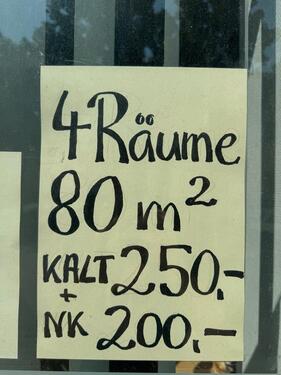 4 Räume
80 m²
KALT 250,-
+
NK 200,-